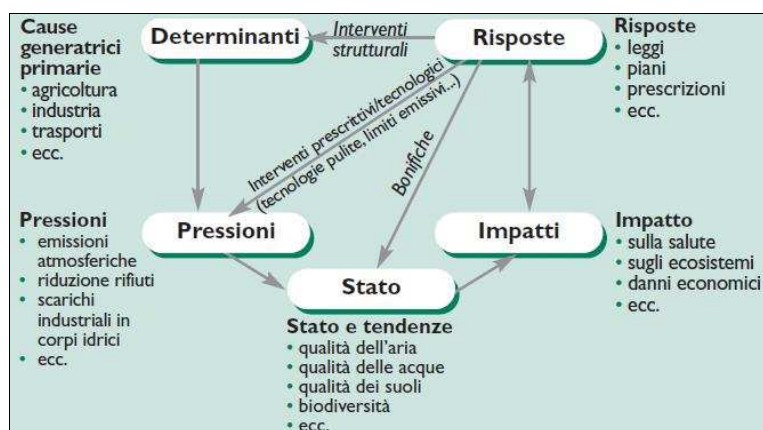 Cause
generatrici
primarie
• agricoltura
• industria
• trasporti
• ecc.
Determinanti
Interventi
strutturali
Risposte
Risposte
• leggi
• piani
• prescrizioni
• ecc.
Interventi prescrittivi/tecnologici
(tecnologie pulite, limiti emissivi...)
Bonifiche
Pressioni
• emissioni
atmosferiche
• riduzione rifiuti
• scarichi
industriali in
corpi idrici
• ecc.
Pressioni
Stato
Impatti
Impatto
• sulla salute
• sugli ecosistemi
• danni economici
• ecc.
Stato e tendenze
• qualità dell'aria
• qualità delle acque
• qualità dei suoli
• biodiversità
• ecc.